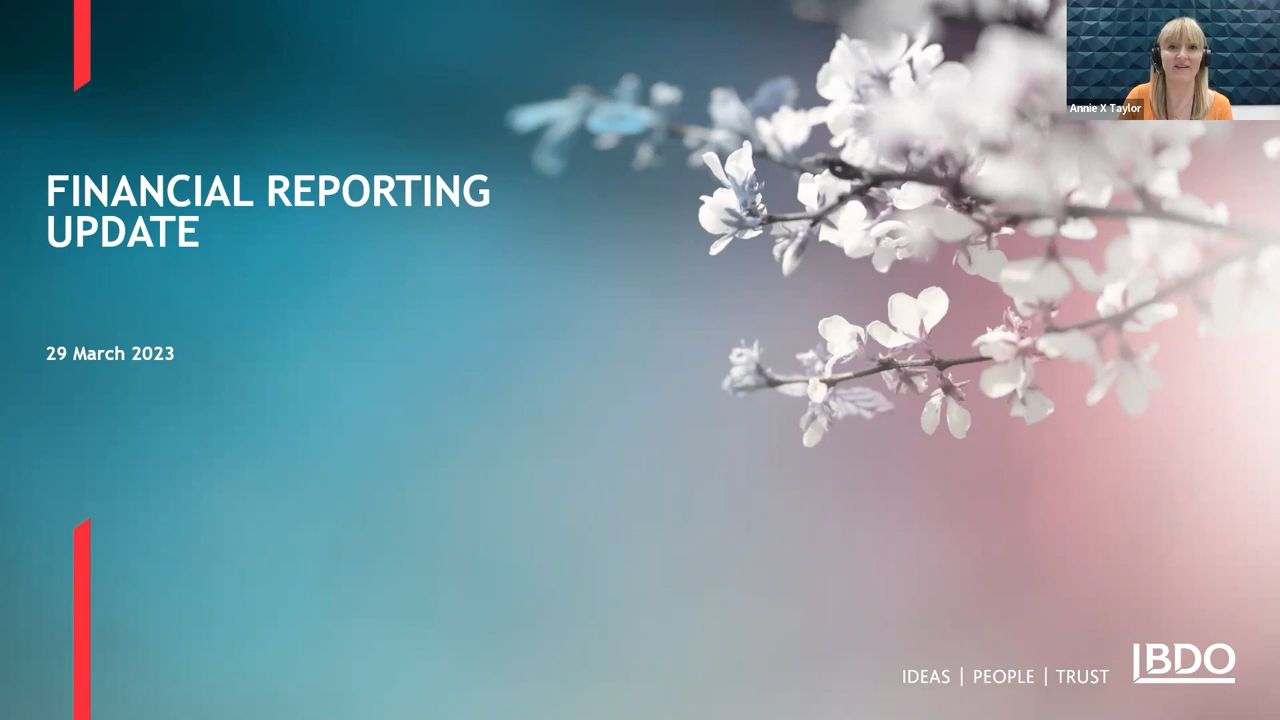 Annie X Taylor
FINANCIAL REPORTING
UPDATE
29 March 2023
IDEAS | PEOPLE | TRUST
BDO